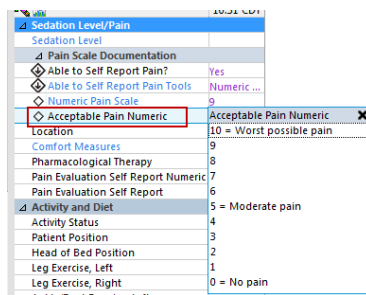 10:31 CDT
Sedation Level/Pain
Sedation Level
Pain Scale Documentation
Able to Self Report Pain?
Yes
Able to Self Report Pain Tools
Numeric ...
Numeric Pain Scale
9
Acceptable Pain Numeric
Acceptable Pain Numeric
Location
10 = Worst possible pain
Comfort Measures
9
Pharmacological Therapy
8
Pain Evaluation Self Report Numeric
7
Pain Evaluation Self Report
6
Activity and Diet
5 = Moderate pain
Activity Status
4
Patient Position
3
Head of Bed Position
2
Leg Exercise, Left
1
Leg Exercise, Right
0 = No pain